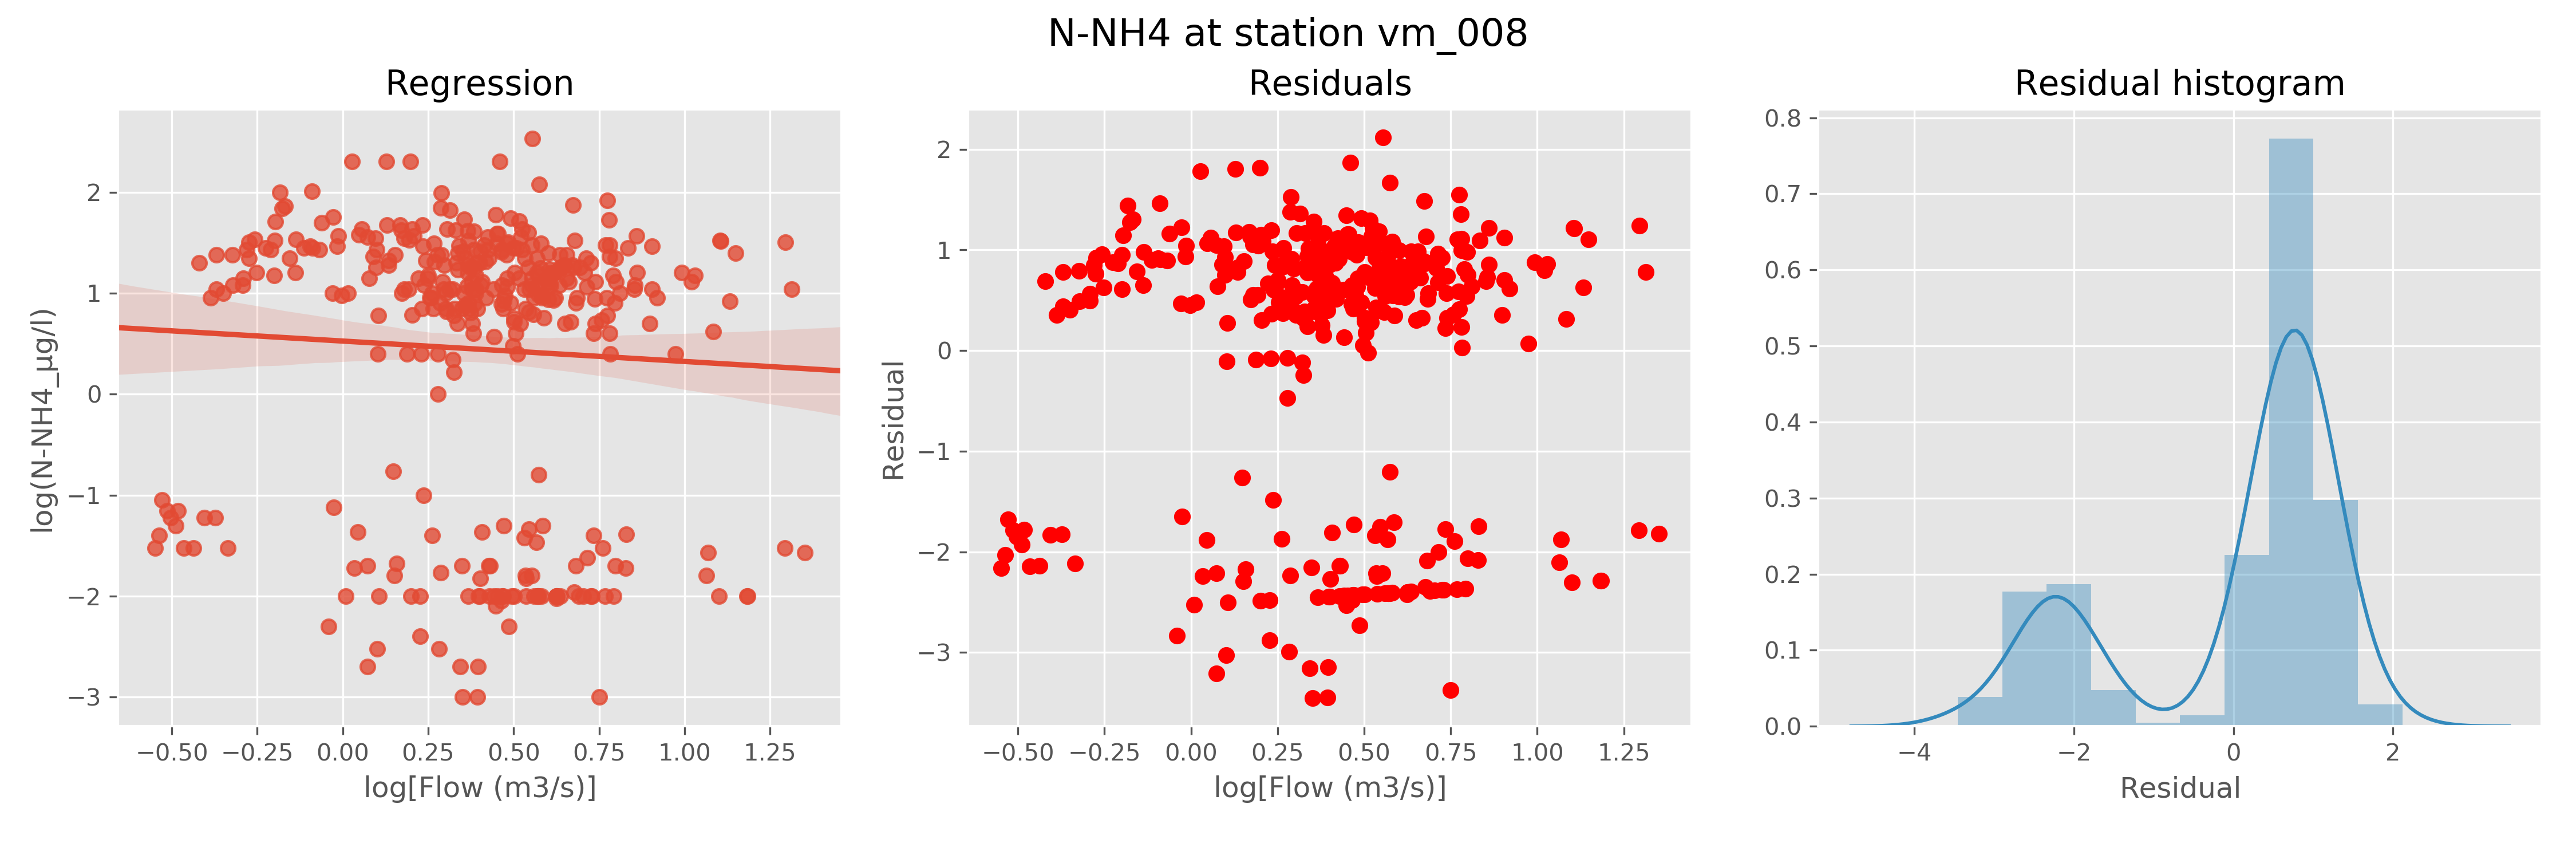 N-NH4 at station vm_008
Regression
log(N-NH4_µg/l)
2
1
0
−1
−2
−3
−0.50 −0.25 0.00 0.25 0.50 0.75 1.00 1.25
log[Flow (m3/s)]
Residuals
Residual
2
1
0
−1
−2
−3
−0.50 −0.25 0.00 0.25 0.50 0.75 1.00 1.25
log[Flow (m3/s)]
Residual histogram
0.8
0.7
0.6
0.5
0.4
0.3
0.2
0.1
0.0
−4 −2 0 2
Residual